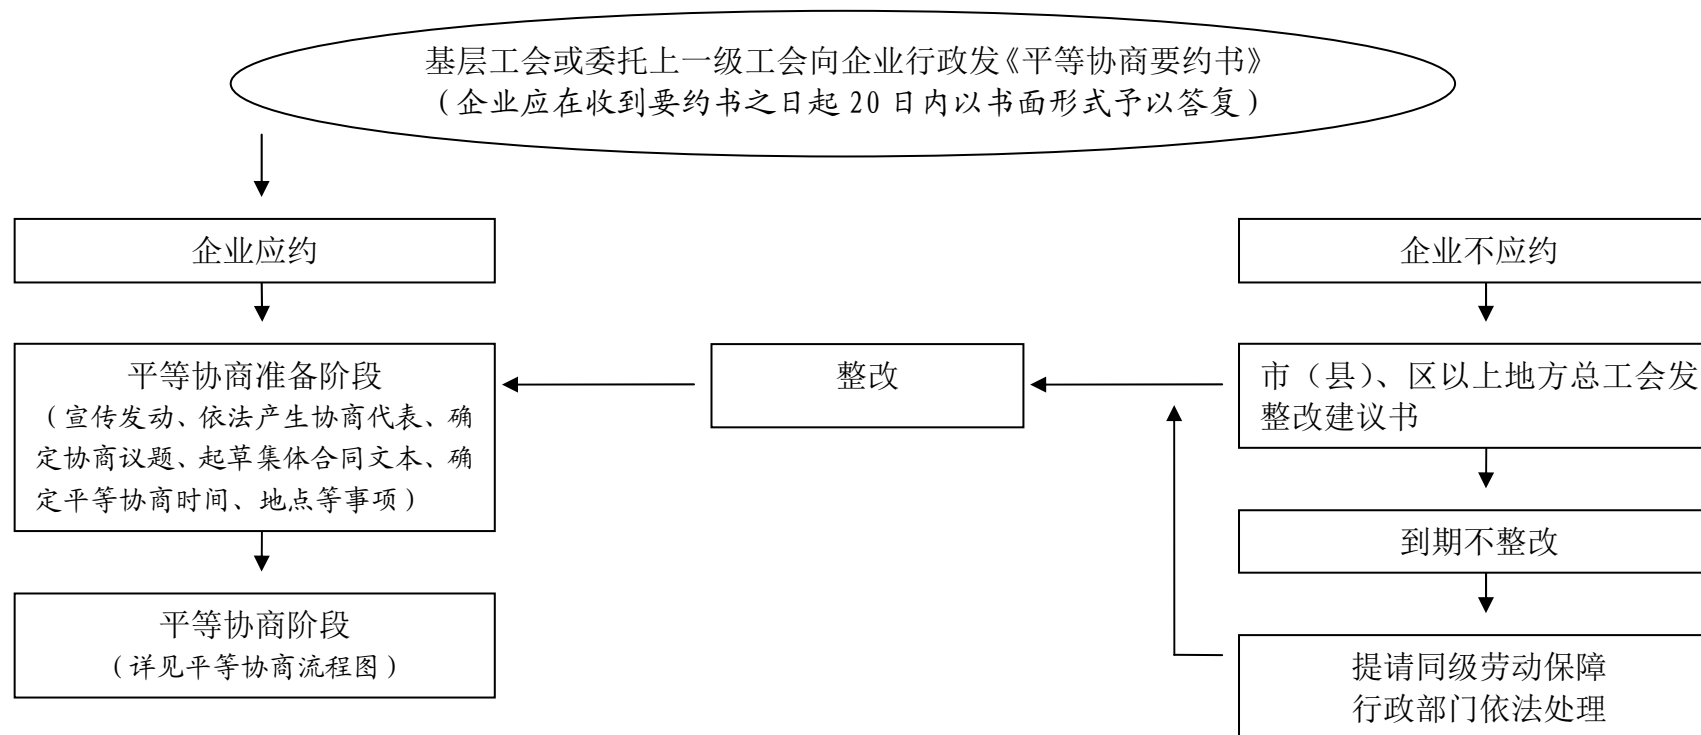 基层工会或委托上一级工会向企业行政发《平等协商要约书》
（企业应在收到要约书之日起 20 日内以书面形式予以答复）
企业应约
企业不应约
平等协商准备阶段
（宣传发动、依法产生协商代表、确
定协商议题、起草集体合同文本、确
定平等协商时间、地点等事项）
整改
市（县）、区以上地方总工会发
整改建议书
到期不整改
平等协商阶段
（详见平等协商流程图）
提请同级劳动保障
行政部门依法处理